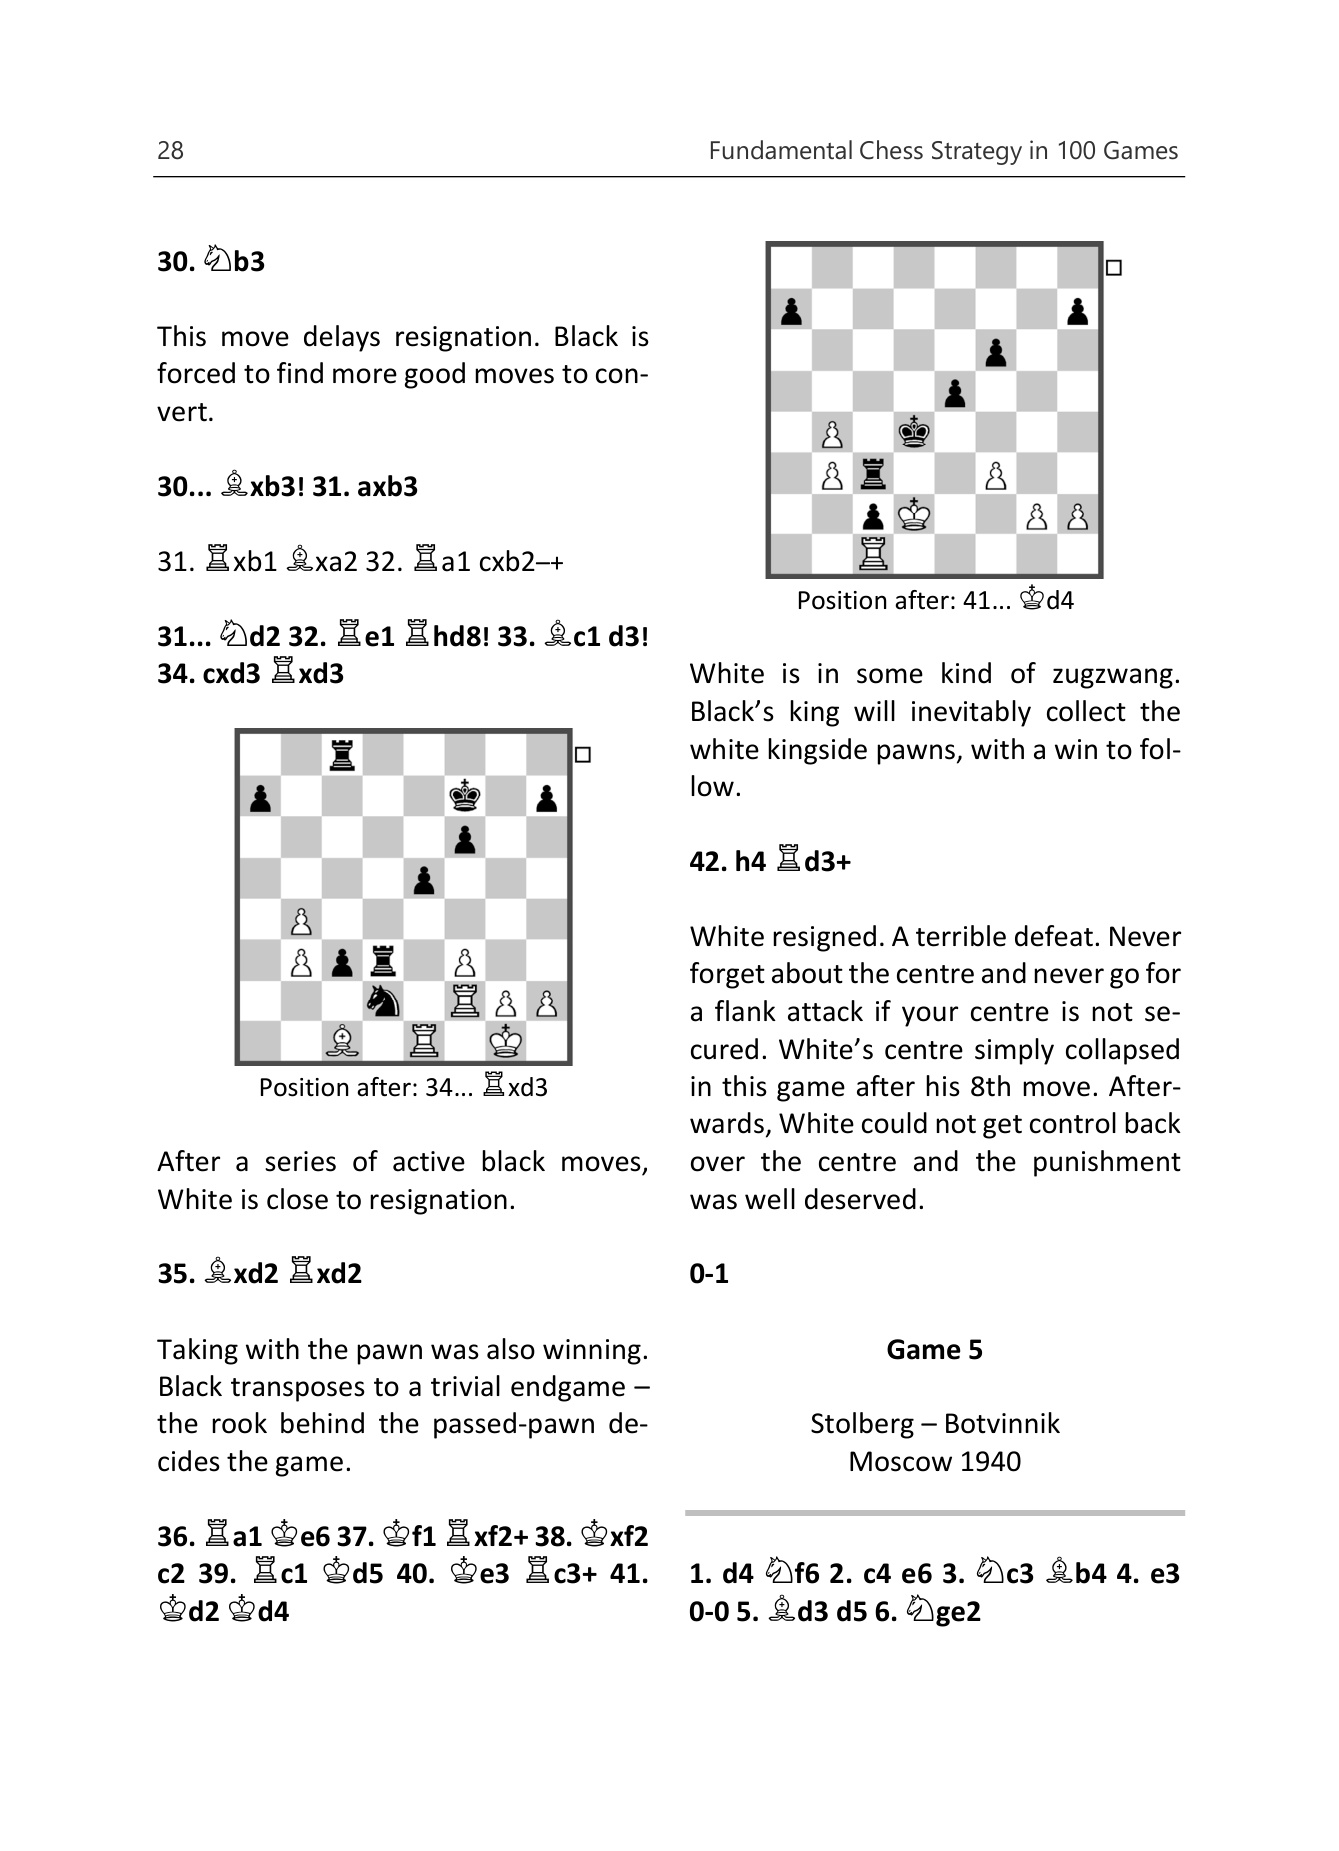 28 Fundamental Chess Strategy in 100 Games
30. ♘b3
This move delays resignation. Black is
forced to find more good moves to con-
vert.
30... ♗xb3! 31. axb3
31. ♖xb1 ♗xa2 32. ♖a1 cxb2–+
31... ♘d2 32. ♖e1 ♖hd8! 33. ♗c1 d3!
34. cxd3 ♖xd3
Position after: 34... ♖xd3
After a series of active black moves,
White is close to resignation.
35. ♗xd2 ♖xd2
Taking with the pawn was also winning.
Black transposes to a trivial endgame –
the rook behind the passed-pawn de-
cides the game.
36. ♖a1 ♔e6 37. ♔f1 ♖xf2+ 38. ♔xf2
c2 39. ♖c1 ♔d5 40. ♔e3 ♖c3+ 41.
♔d2 ♔d4
Position after: 41... ♔d4
White is in some kind of zugzwang.
Black’s king will inevitably collect the
white kingside pawns, with a win to fol-
low.
42. h4 ♖d3+
White resigned. A terrible defeat. Never
forget about the centre and never go for
a flank attack if your centre is not se-
cured. White’s centre simply collapsed
in this game after his 8th move. After-
wards, White could not get control back
over the centre and the punishment
was well deserved.
0-1
Game 5
Stolberg – Botvinnik
Moscow 1940
1. d4 ♘f6 2. c4 e6 3. ♘c3 ♗b4 4. e3
0-0 5. ♗d3 d5 6. ♘ge2